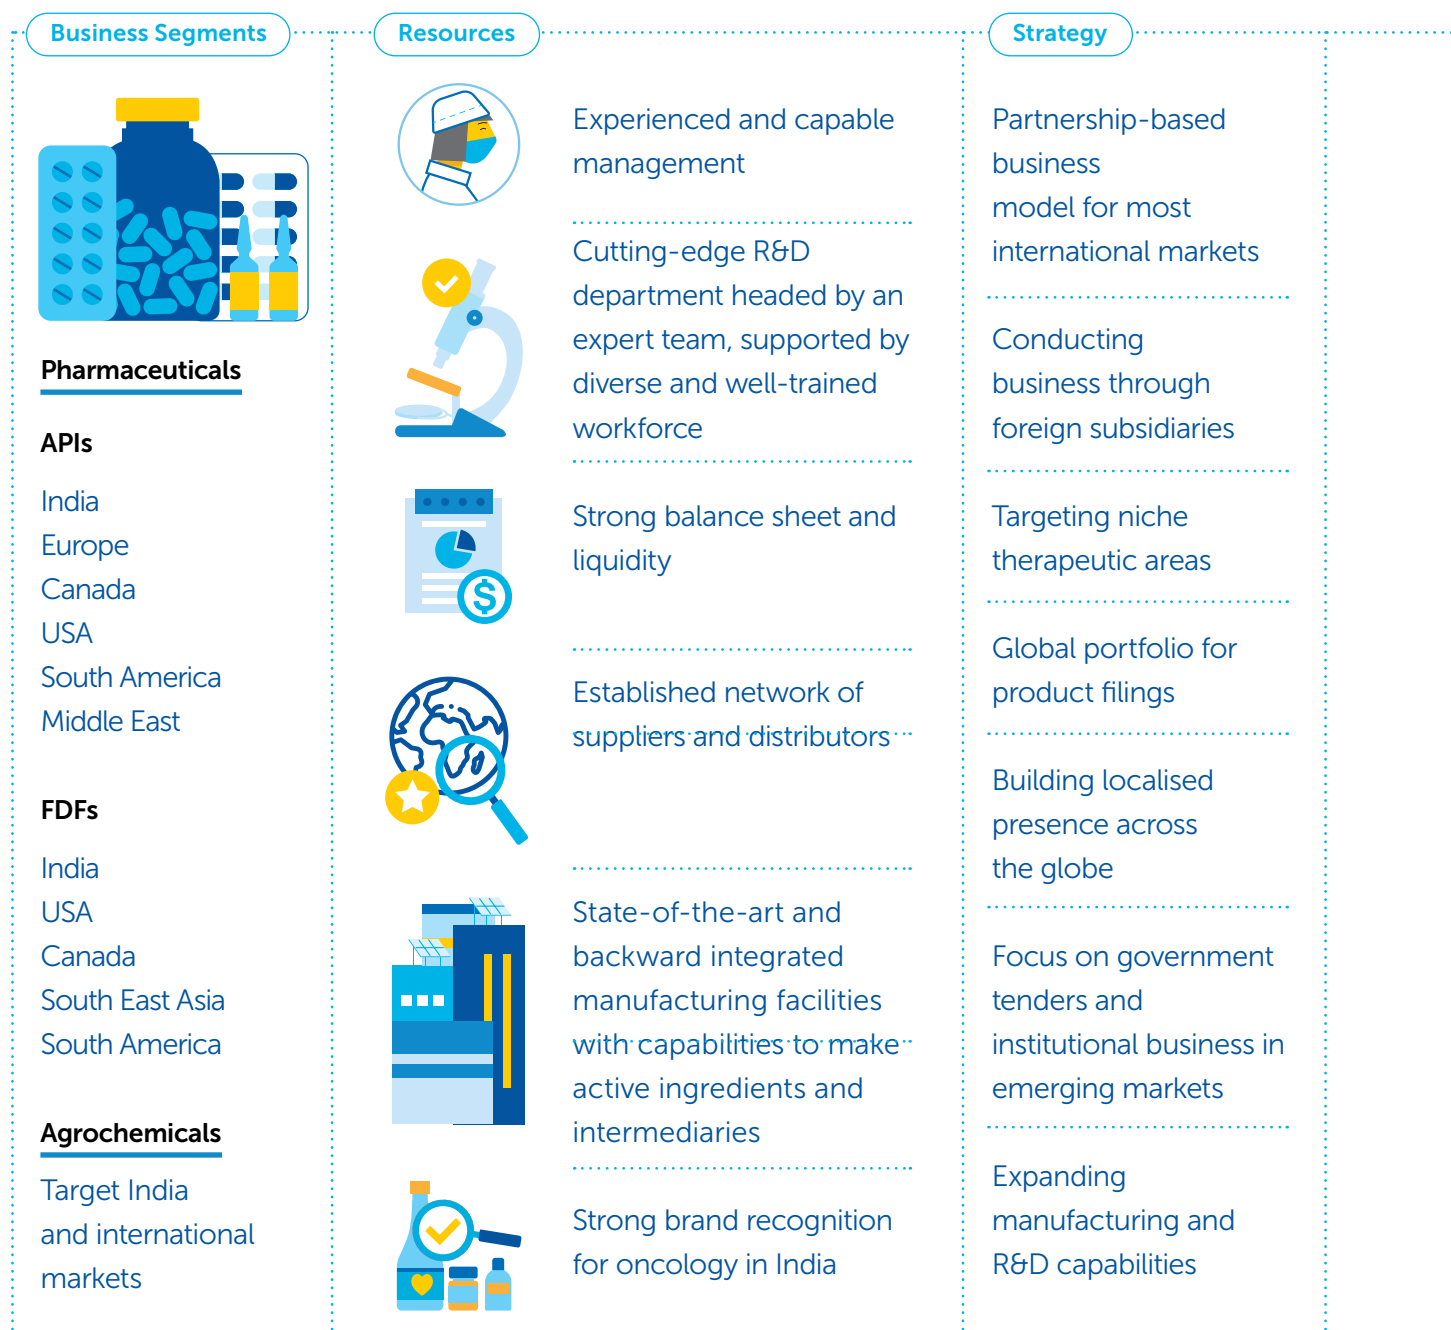 Business Segments
Pharmaceuticals
APIs
India
Europe
Canada
USA
South America
Middle East
FDFs
India
USA
Canada
South East Asia
South America
Agrochemicals
Target India
and international
markets
Resources
Experienced and capable
management
Cutting-edge R&D
department headed by an
expert team, supported by
diverse and well-trained
workforce
Strong balance sheet and
liquidity
$
Established network of
suppliers and distributors
State-of-the-art and
backward integrated
manufacturing facilities
with capabilities to make
active ingredients and
intermediaries
Strong brand recognition
for oncology in India
Strategy
Partnership-based
business
model for most
international markets
Conducting
business through
foreign subsidiaries
Targeting niche
therapeutic areas
Global portfolio for
product filings
Building localised
presence across
the globe
Focus on government
tenders and
institutional business in
emerging markets
Expanding
manufacturing and
R&D capabilities